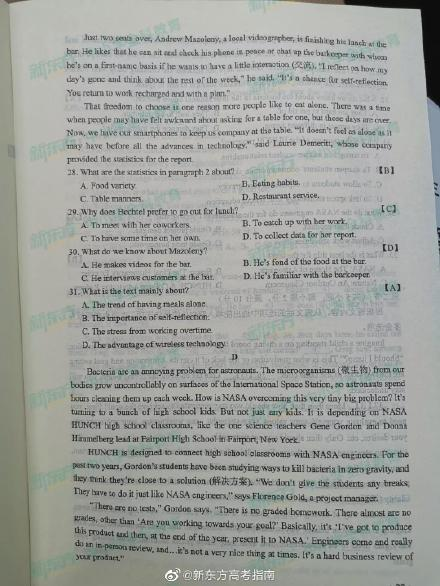 Just two seats over, Andrew Mazoleny, a local videographer, is finishing his lunch at the
bar. He likes that he can sit and check his phone in peace or chat up the barkeeper with whom
he's on a first-name basis if he wants to have a little interaction (交流). "I reflect on how my
day's gone and think about the rest of the week," he said. "It's a chance for self-reflection.
You return to work recharged and with a plan."
That freedom to choose is one reason more people like to eat alone. There was a time
when people may have felt awkward about asking for a table for one, but those days are over.
Now, we have our smartphones to keep us company at the table. "It doesn't feel as alone as it
may have before all the advances in technology," said Laurie Demeritt, whose company
provided the statistics for the report.
28. What are the statistics in paragraph 2 about? 【B】
A. Food variety. B. Eating habits.
C. Table manners. D. Restaurant service.
29. Why does Bechtel prefer to go out for lunch? 【C】
A. To meet with her coworkers. B. To catch up with her work.
C. To have some time on her own. D. To collect data for her report.
30. What do we know about Mazoleny? 【D】
A. He makes videos for the bar. B. He's fond of the food at the bar.
C. He interviews customers at the bar. D. He's familiar with the barkeeper.
31. What is the text mainly about? 【A】
A. The trend of having meals alone.
B. The importance of self-reflection.
C. The stress from working overtime.
D. The advantage of wireless technology.
D
Bacteria are an annoying problem for astronauts. The microorganisms (微生物) from our
bodies grow uncontrollably on surfaces of the International Space Station, so astronauts spend
hours cleaning them up each week. How is NASA overcoming this very tiny big problem? It's
turning to a bunch of high school kids. But not just any kids. It is depending on NASA
HUNCH high school classrooms, like the one science teachers Gene Gordon and Donna
Himmelberg lead at Fairport High School in Fairport, New York.
HUNCH is designed to connect high school classrooms with NASA engineers. For the
past two years, Gordon's students have been studying ways to kill bacteria in zero gravity, and
they think they're close to a solution (解决方案). "We don't give the students any breaks.
They have to do it just like NASA engineers," says Florence Gold, a project manager.
"There are no tests," Gordon says. "There is no graded homework. There almost are no
grades, other than 'Are you working towards your goal?' Basically, it's 'I've got to produce
this product and then, at the end of the year, present it to NASA.' Engineers come and really
do an in-person review, and…it's not a very nice thing at times. It's a hard business review of
your product."
@新东方高考指南